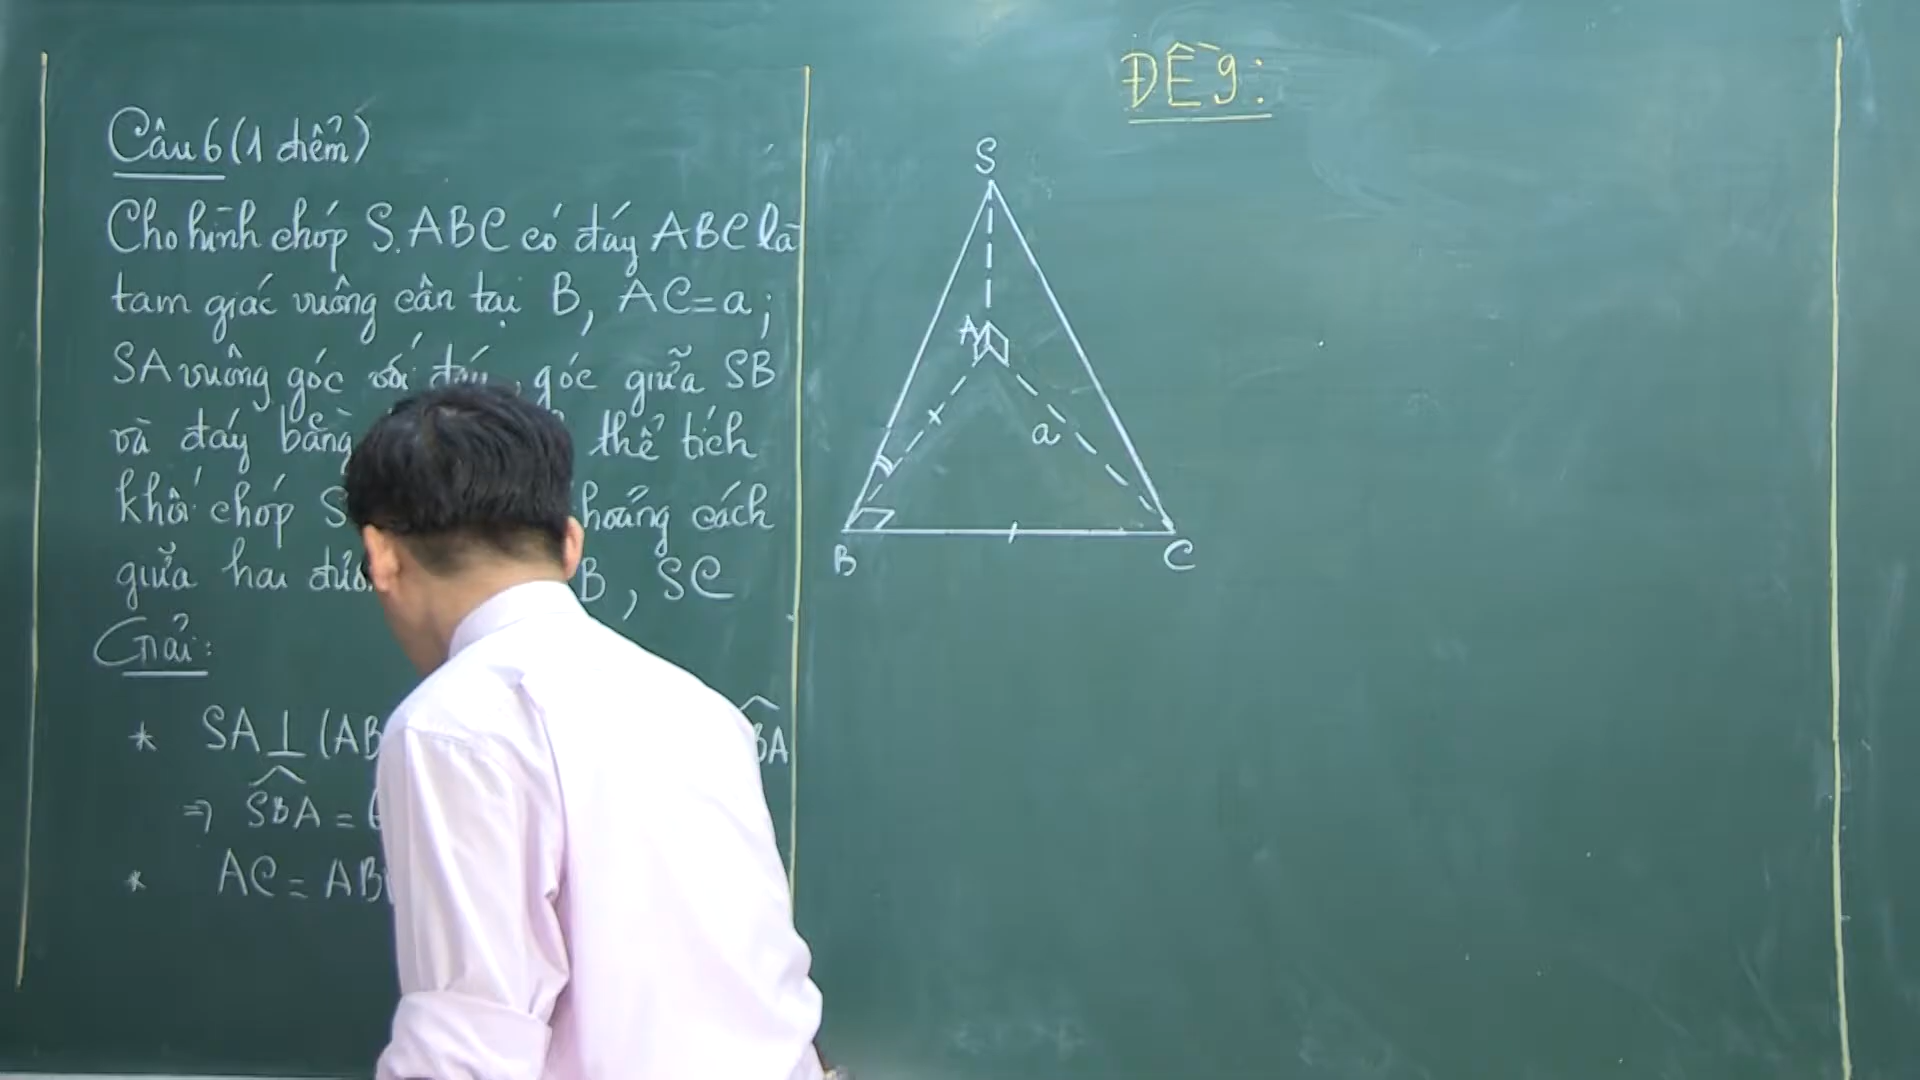 Câu 6 (1 điểm)
Cho hình chóp S.ABC có đáy ABC là
tam giác vuông cân tại B, AC=a;
SA vuông góc với đáy, góc giữa SB
và đáy bằng thể tích
khối chóp S khoảng cách
giữa hai B, SC
Giải:
* SA⊥(AB BA
⇒ SBA =
* AC = AB
ĐỀ 9:
S
A
a
B
C